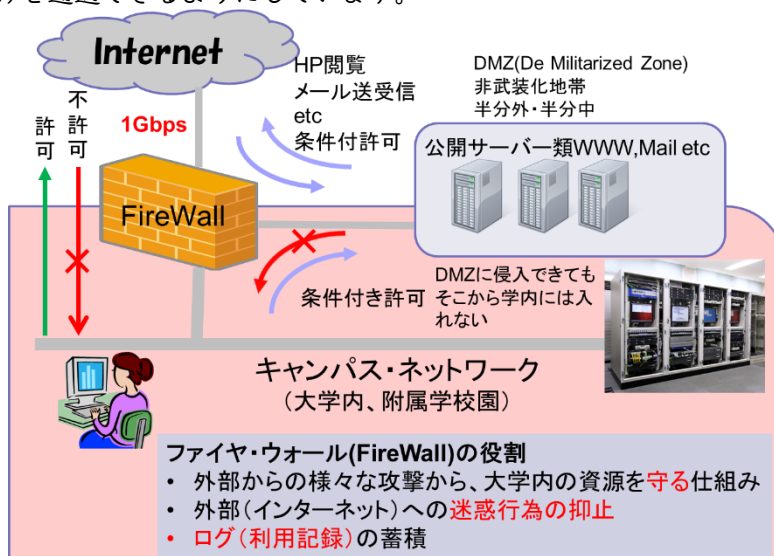 Internet
HP閲覧
メール送受信
etc
条件付許可
DMZ(De Militarized Zone)
非武装化地帯
半分外・半分中
許可
不許可
1Gbps
公開サーバー類WWW,Mail etc
FireWall
条件付き許可
DMZに侵入できても
そこから学内には入
れない
キャンパス・ネットワーク
(大学内、附属学校園)
ファイヤ・ウォール(FireWall)の役割
• 外部からの様々な攻撃から、大学内の資源を守る仕組み
• 外部(インターネット)への迷惑行為の抑止
• ログ(利用記録)の蓄積